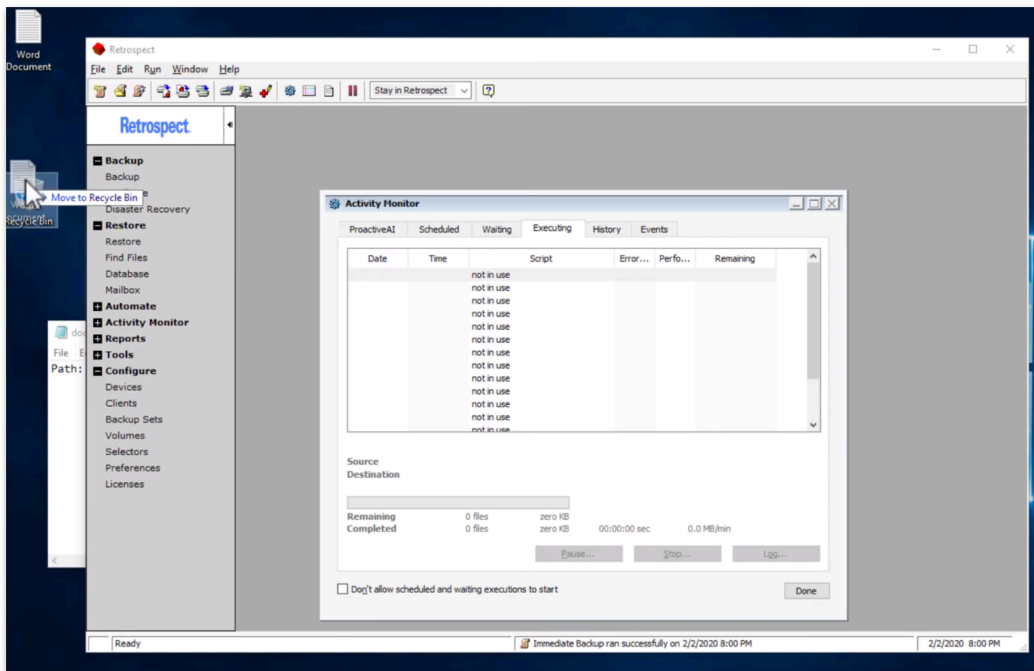 Word
Document
Retrospect
File Edit Run Window Help
Stay in Retrospect
Retrospect
Backup
Backup
Move to Recycle Bin
Disaster Recovery
Recycle Bin
Restore
Restore
Find Files
Database
Mailbox
Automate
Activity Monitor
Reports
Tools
Configure
Devices
Clients
Backup Sets
Volumes
Selectors
Preferences
Licenses
File
Path:
Activity Monitor
ProactiveAI Scheduled Waiting Executing History Events
Date Time Script Error... Perfo... Remaining
not in use
not in use
not in use
not in use
not in use
not in use
not in use
not in use
not in use
not in use
not in use
not in use
not in use
Source
Destination
Remaining 0 files zero KB
Completed 0 files zero KB 00:00:00 sec 0.0 MB/min
Pause... Stop... Log...
Don't allow scheduled and waiting executions to start
Done
Ready
Immediate Backup ran successfully on 2/2/2020 8:00 PM
2/2/2020 8:00 PM